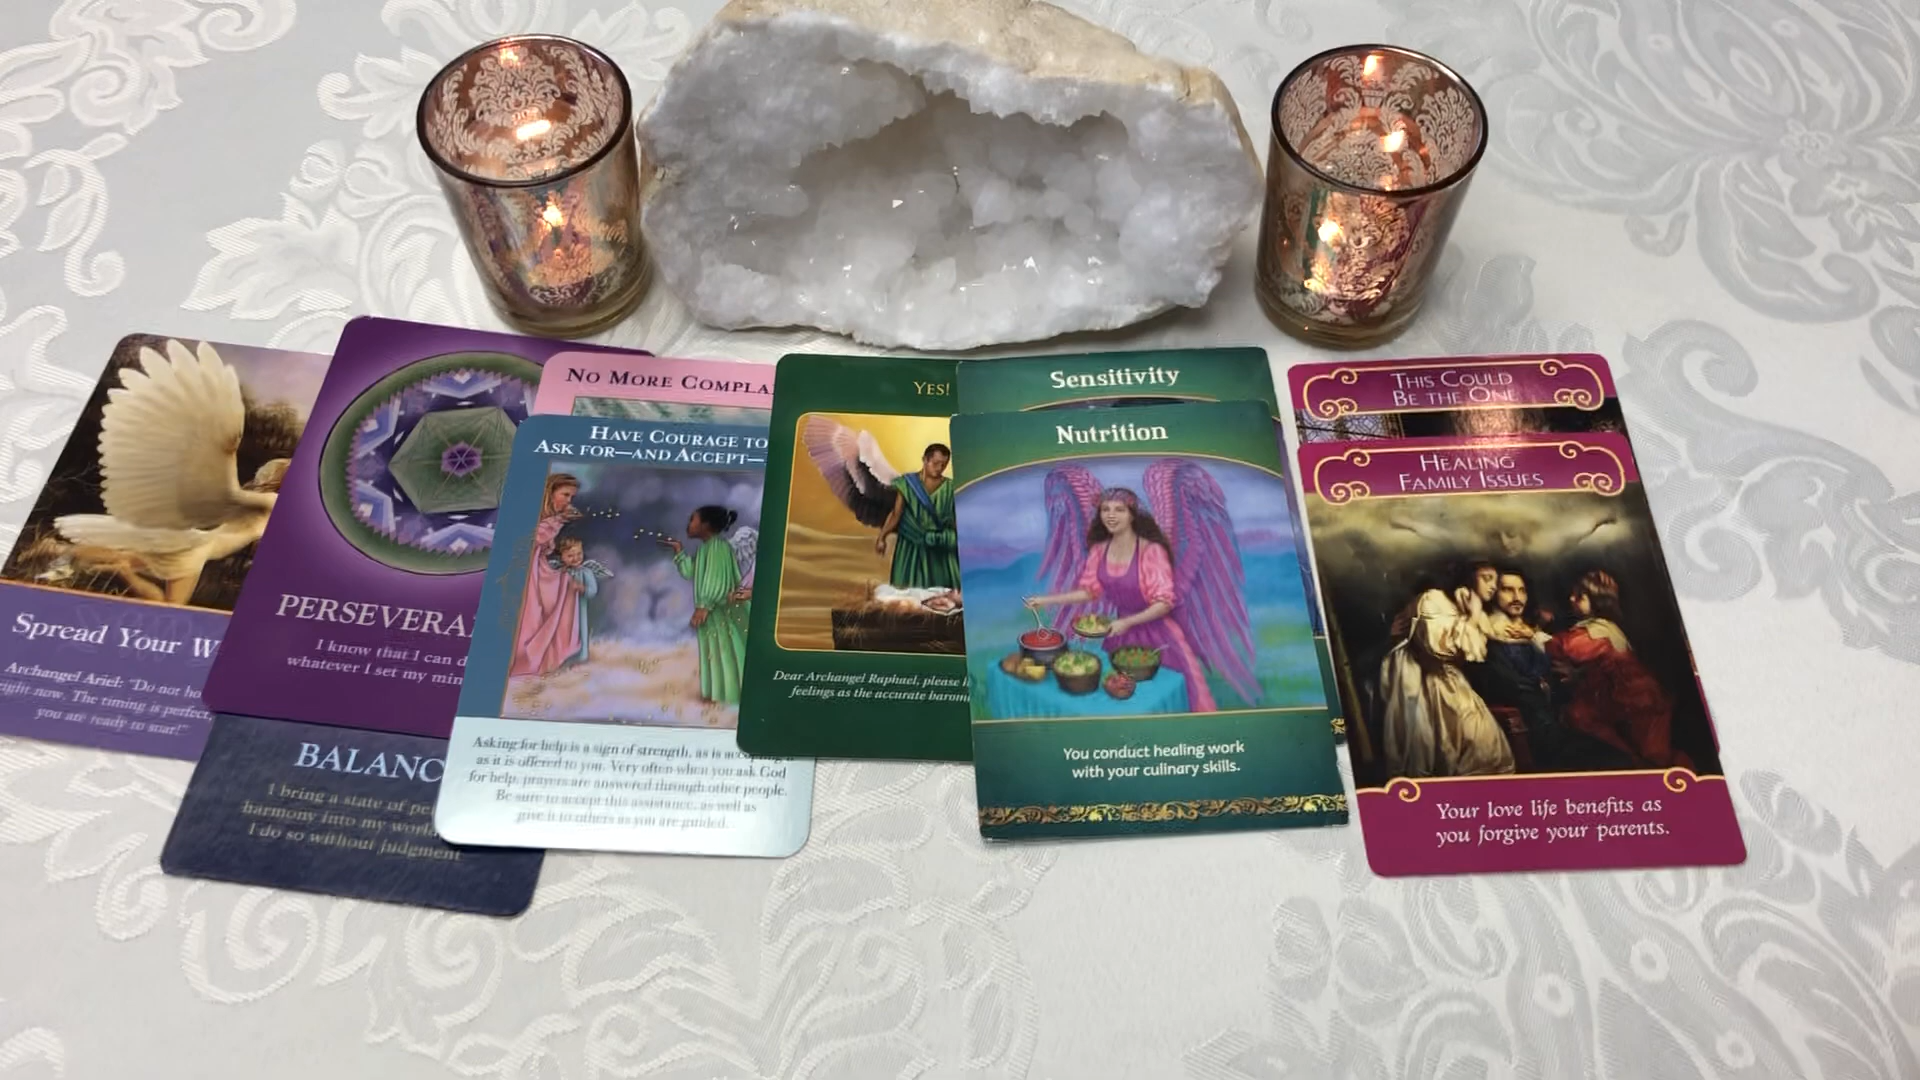 Spread Your W
Archangel Ariel: "Do not ho
right now. The timing is perfect,
you are ready to soar!"
PERSEVERA
I know that I can d
whatever I set my min
BALANC
I bring a state of pe
harmony into my world
I do so without judgment
NO MORE COMPLA
HAVE COURAGE TO
ASK FOR—AND ACCEPT—
Asking for help is a sign of strength, as is accepting it
as it is offered to you. Very often when you ask God
for help, prayers are answered through other people.
Be sure to accept this assistance, as well as
give it to others as you are guided.
YES!
Dear Archangel Raphael, please
feelings as the accurate barom
Sensitivity
Nutrition
You conduct healing work
with your culinary skills.
THIS COULD
BE THE ONE
HEALING
FAMILY ISSUES
Your love life benefits as
you forgive your parents.